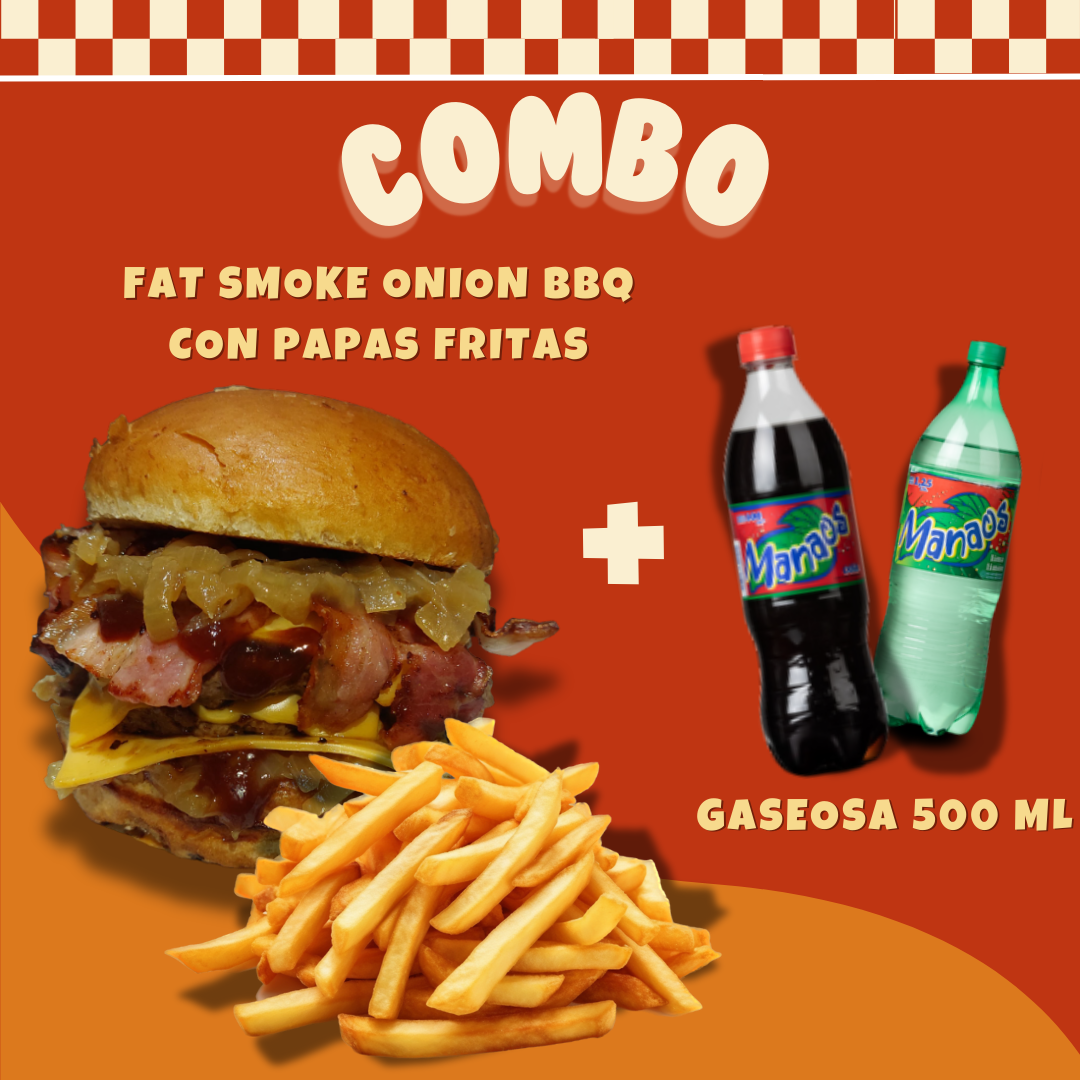 COMBO
FAT SMOKE ONION BBQ
CON PAPAS FRITAS
Manaos
Manaos
GASEOSA 500 ML